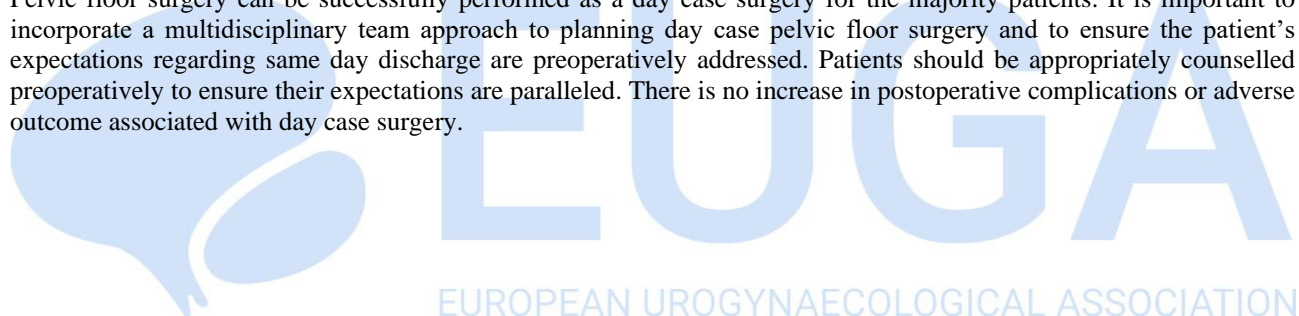 Pelvic floor surgery can be successfully performed as a day case surgery for the majority patients. It is important to
incorporate a multidisciplinary team approach to planning day case pelvic floor surgery and to ensure the patient's
expectations regarding same day discharge are preoperatively addressed. Patients should be appropriately counselled
preoperatively to ensure their expectations are paralleled. There is no increase in postoperative complications or adverse
outcome associated with day case surgery.
EUGA
EUROPEAN UROGYNAECOLOGICAL ASSOCIATION